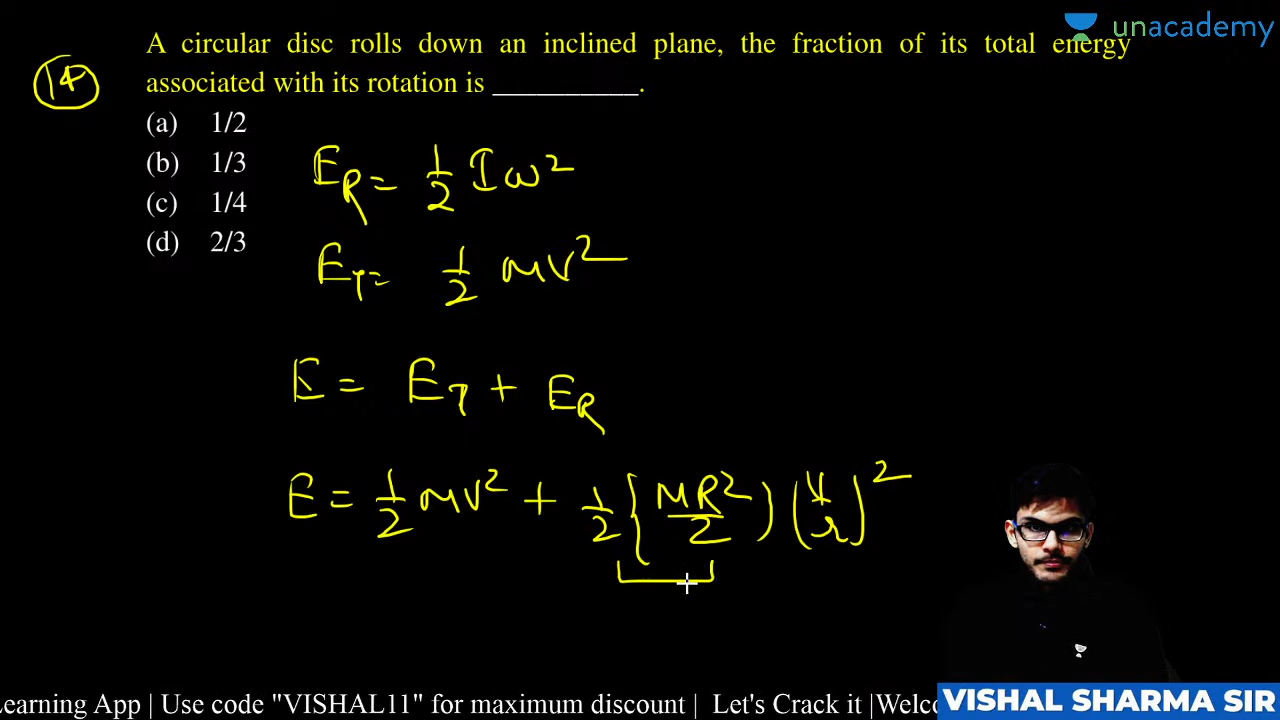 unacademy
14
A circular disc rolls down an inclined plane, the fraction of its total energy
associated with its rotation is __________.
(a) 1/2
(b) 1/3
(c) 1/4
(d) 2/3
E_R = 1/2 Iω²
E_T = 1/2 mv²
E = E_T + E_R
E = 1/2 mv² + 1/2 { MR²/2 ) (v/r)²
Learning App | Use code "VISHAL11" for maximum discount | Let's Crack it |Welco
VISHAL SHARMA SIR